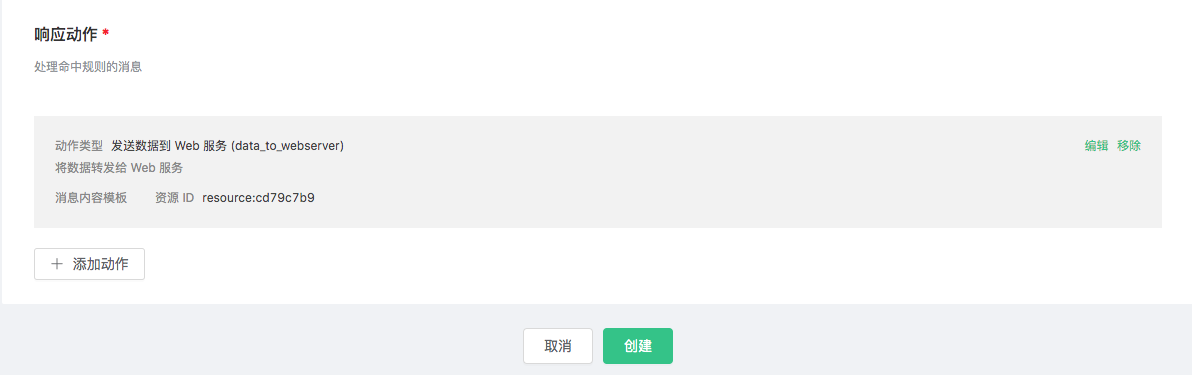 响应动作 *
处理命中规则的消息
动作类型 发送数据到 Web 服务 (data_to_webserver) 编辑 移除
将数据转发给 Web 服务
消息内容模板 资源 ID resource:cd79c7b9
+ 添加动作
取消 创建